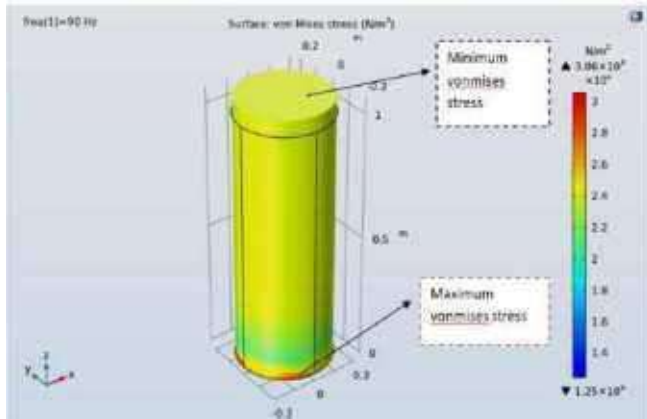 freq(1)=90 Hz
Surface: von Mises stress (N/m²)
m
0.2
0
-0.2
1
0.5
m
0
0.2
0
-0.2
y z x
Minimum
vonmises
stress
Maximum
vonmises stress
N/m²
▲ 3.06×10⁶
×10⁶
3
2.8
2.6
2.4
2.2
2
1.8
1.6
1.4
▼ 1.25×10⁶